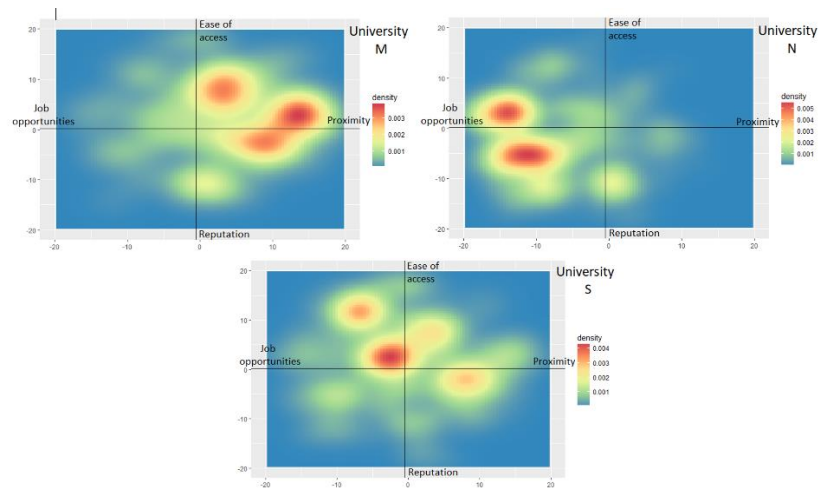 Ease of
access
University
M
20
10
0
-10
-20
Job
opportunities
Proximity
Reputation
-20
-10
0
10
20
density
0.003
0.002
0.001
Ease of
access
University
N
20
10
0
-10
-20
Job
opportunities
Proximity
Reputation
-20
-10
0
10
20
density
0.005
0.004
0.003
0.002
0.001
Ease of
access
University
S
20
10
0
-10
-20
Job
opportunities
Proximity
Reputation
-20
-10
0
10
20
density
0.004
0.003
0.002
0.001